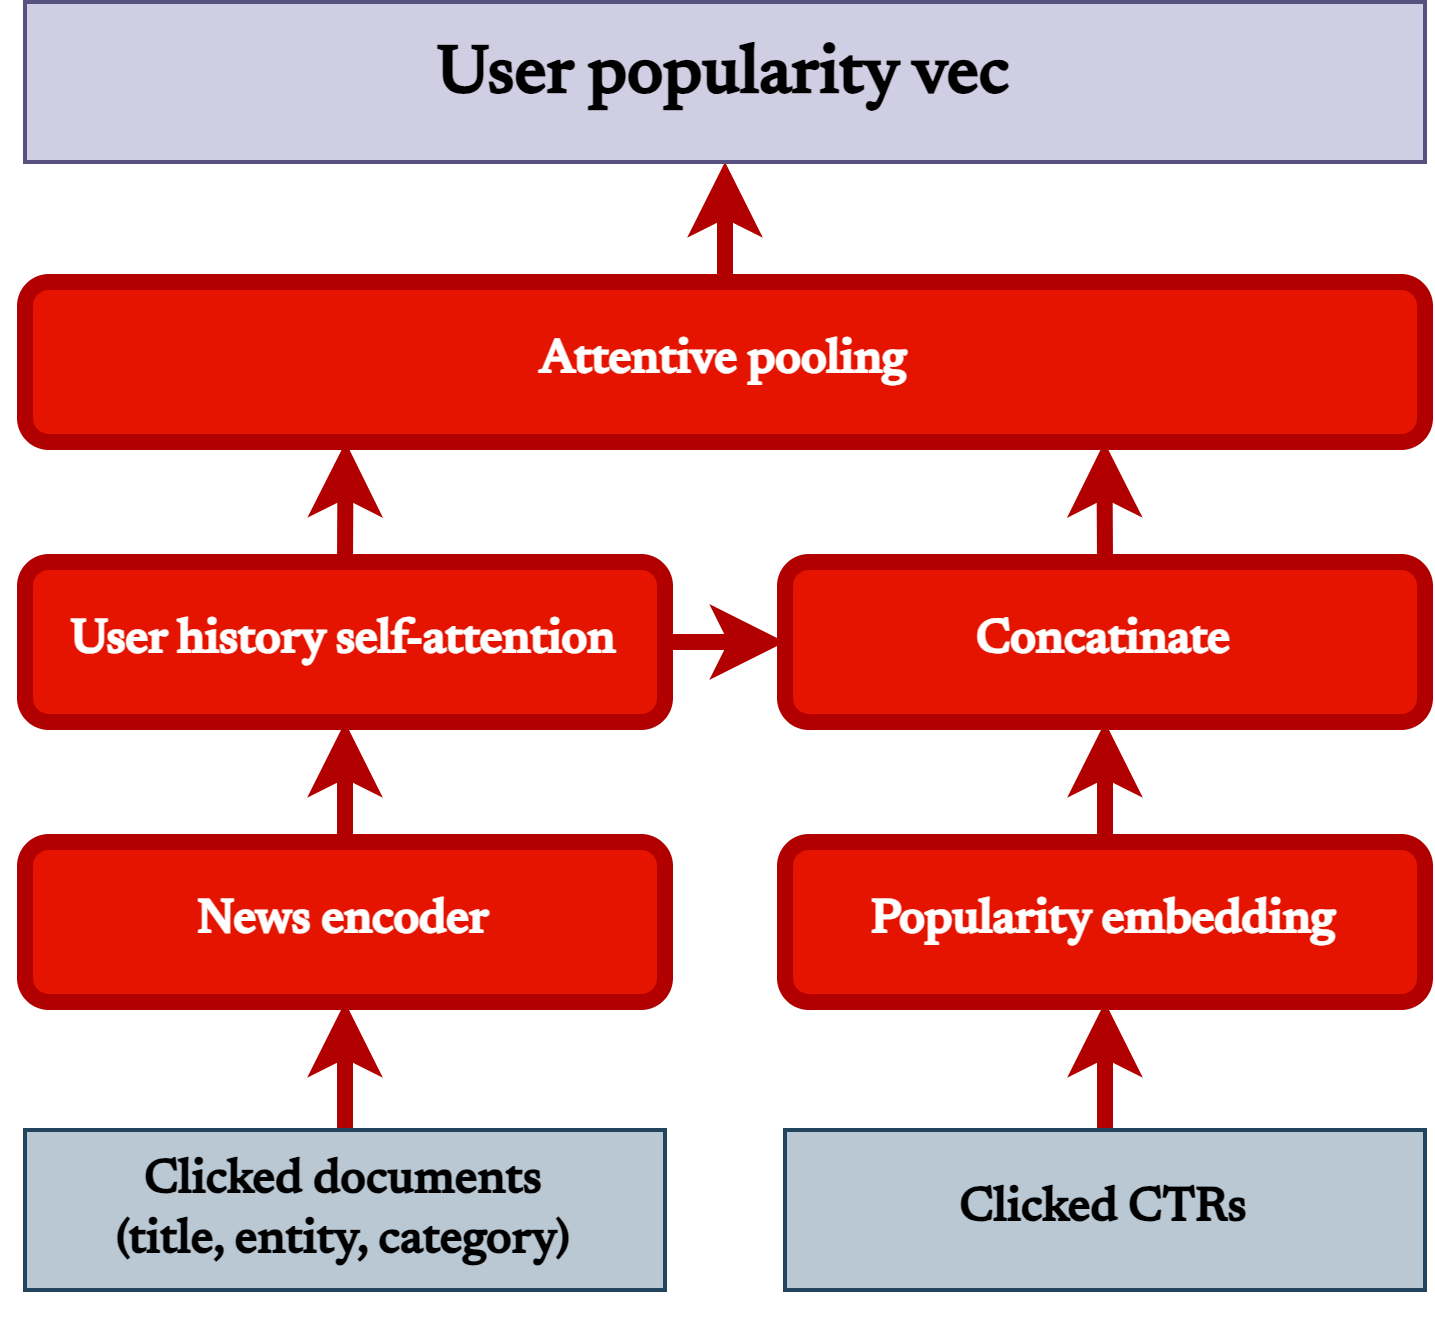 User popularity vec
Attentive pooling
User history self-attention
Concatinate
News encoder
Popularity embedding
Clicked documents
(title, entity, category)
Clicked CTRs